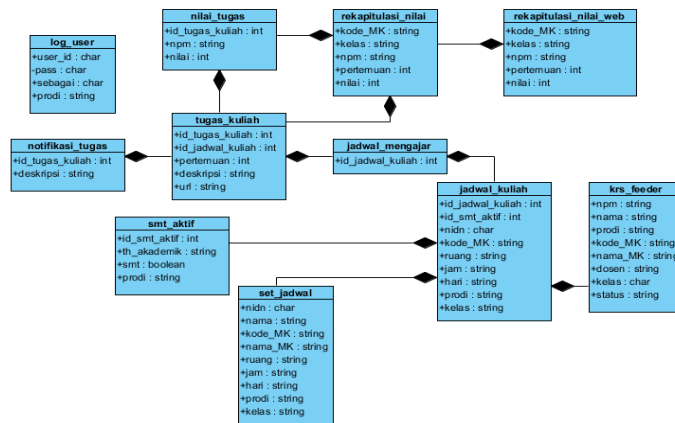 log_user
+user_id : char
-pass : char
+sebagai : char
+prodi : string
nilai_tugas
+id_tugas_kuliah : int
+npm : string
+nilai : int
rekapitulasi_nilai
+kode_MK : string
+kelas : string
+npm : string
+pertemuan : int
+nilai : int
rekapitulasi_nilai_web
+kode_MK : string
+kelas : string
+npm : string
+pertemuan : int
+nilai : int
notifikasi_tugas
+id_tugas_kuliah : int
+deskripsi : string
tugas_kuliah
+id_tugas_kuliah : int
+id_jadwal_kuliah : int
+pertemuan : int
+deskripsi : string
+url : string
jadwal_mengajar
+id_jadwal_kuliah : int
jadwal_kuliah
+id_jadwal_kuliah : int
+id_smt_aktif : int
+nidn : char
+kode_MK : string
+ruang : string
+jam : string
+hari : string
+prodi : string
+kelas : string
krs_feeder
+npm : string
+nama : string
+prodi : string
+kode_MK : string
+nama_MK : string
+dosen : string
+kelas : char
+status : string
smt_aktif
+id_smt_aktif : int
+th_akademik : string
+smt : boolean
+prodi : string
set_jadwal
+nidn : char
+nama : string
+kode_MK : string
+nama_MK : string
+ruang : string
+jam : string
+hari : string
+prodi : string
+kelas : string